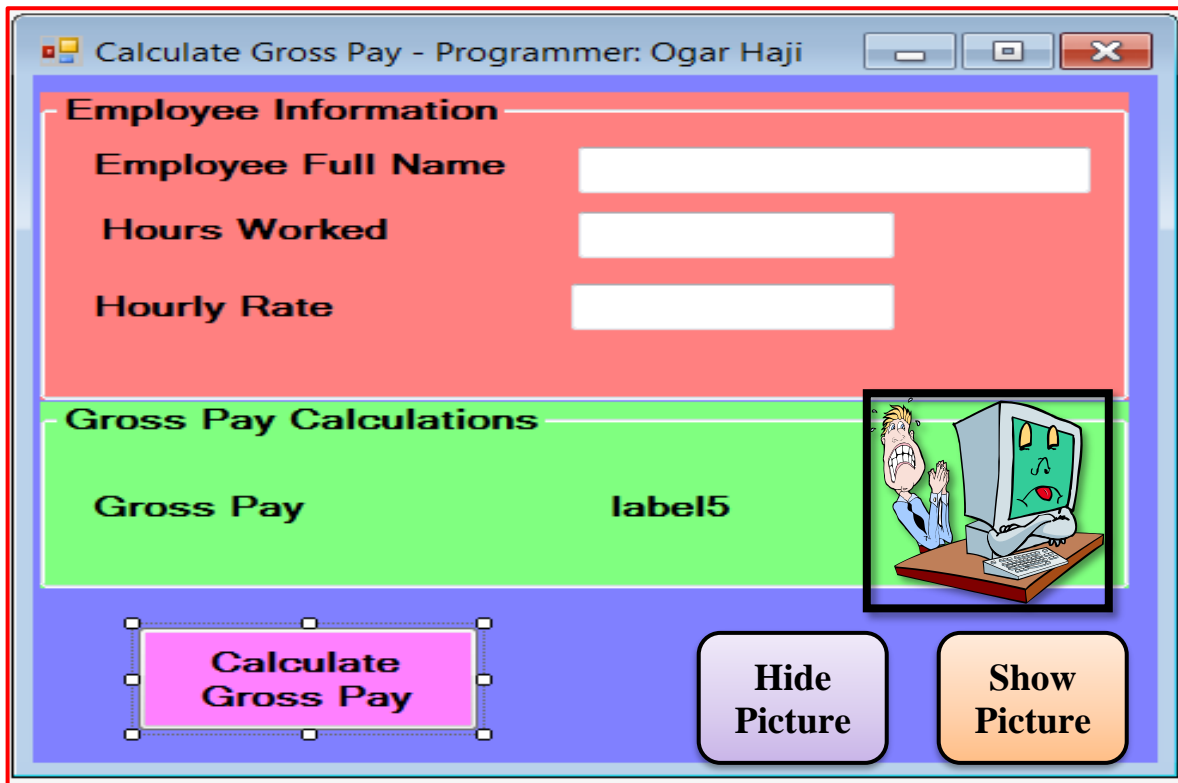 Calculate Gross Pay - Programmer: Ogar Haji
Employee Information
Employee Full Name
Hours Worked
Hourly Rate
Gross Pay Calculations
Gross Pay label5
Calculate
Gross Pay
Hide
Picture
Show
Picture